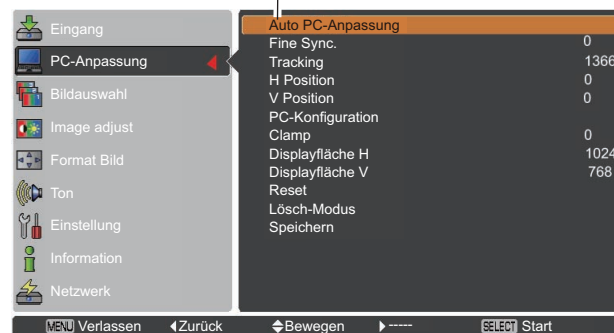 Eingang
PC-Anpassung
Bildauswahl
Image adjust
Format Bild
Ton
Einstellung
Information
Netzwerk
Auto PC-Anpassung
Fine Sync. 0
Tracking 1366
H Position 0
V Position 0
PC-Konfiguration
Clamp 0
Displayfläche H 1024
Displayfläche V 768
Reset
Lösch-Modus
Speichern
MENU Verlassen Zurück Bewegen ----- SELECT Start